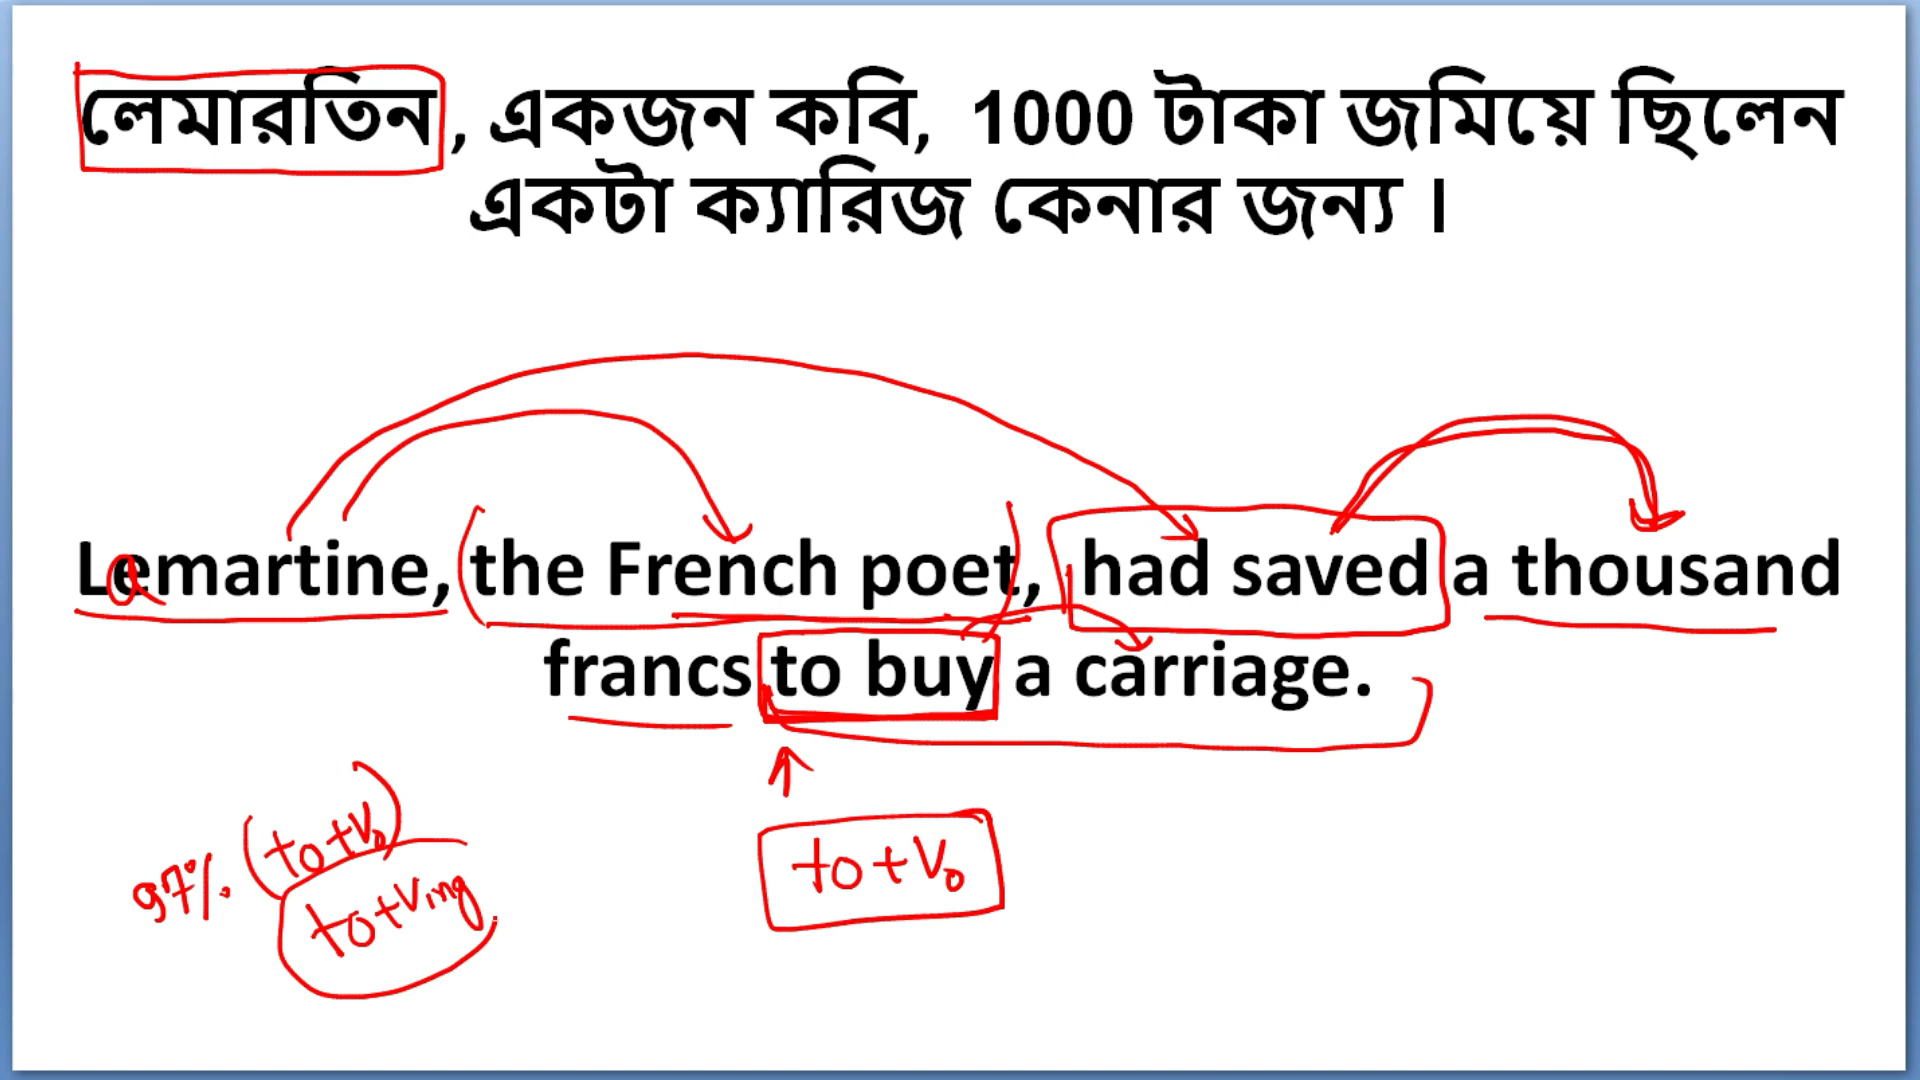 লেমারতিন, একজন কবি, 1000 টাকা জমিয়ে ছিলেন
একটা ক্যারিজ কেনার জন্য ।
Lemartine, the French poet, had saved a thousand
francs to buy a carriage.
a
97% (to+V0)
to+Ving
to+V0